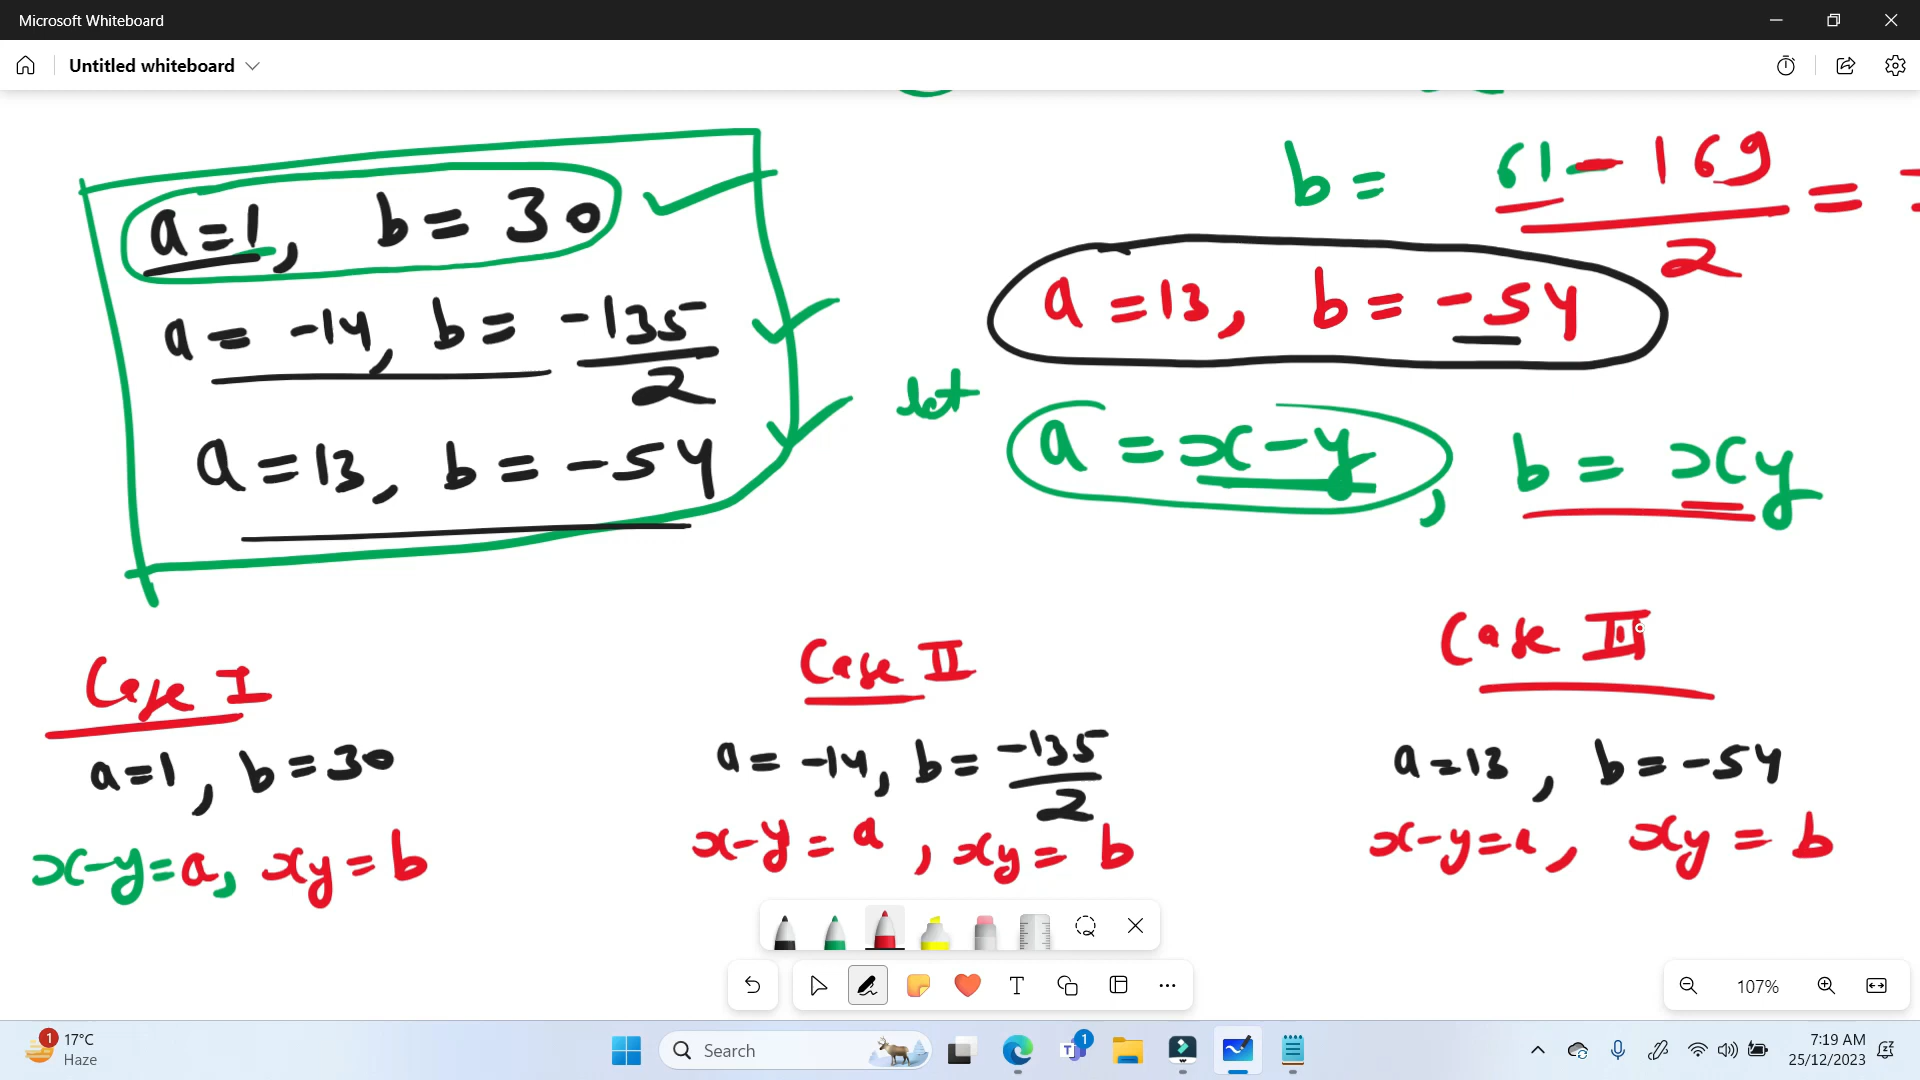 Microsoft Whiteboard
Untitled whiteboard
a=1, b=30
a=-14, b=-135/2
a=13, b=-54
b= 61-169/2 =
a=13, b=-54
let
a=x-y, b=xy
Case I
a=1, b=30
x-y=a, xy=b
Case II
a=-14, b=-135/2
x-y=a, xy=b
Case III
a=13, b=-54
x-y=a, xy=b
107%
1
17°C
Haze
Search
1
7:19 AM
25/12/2023